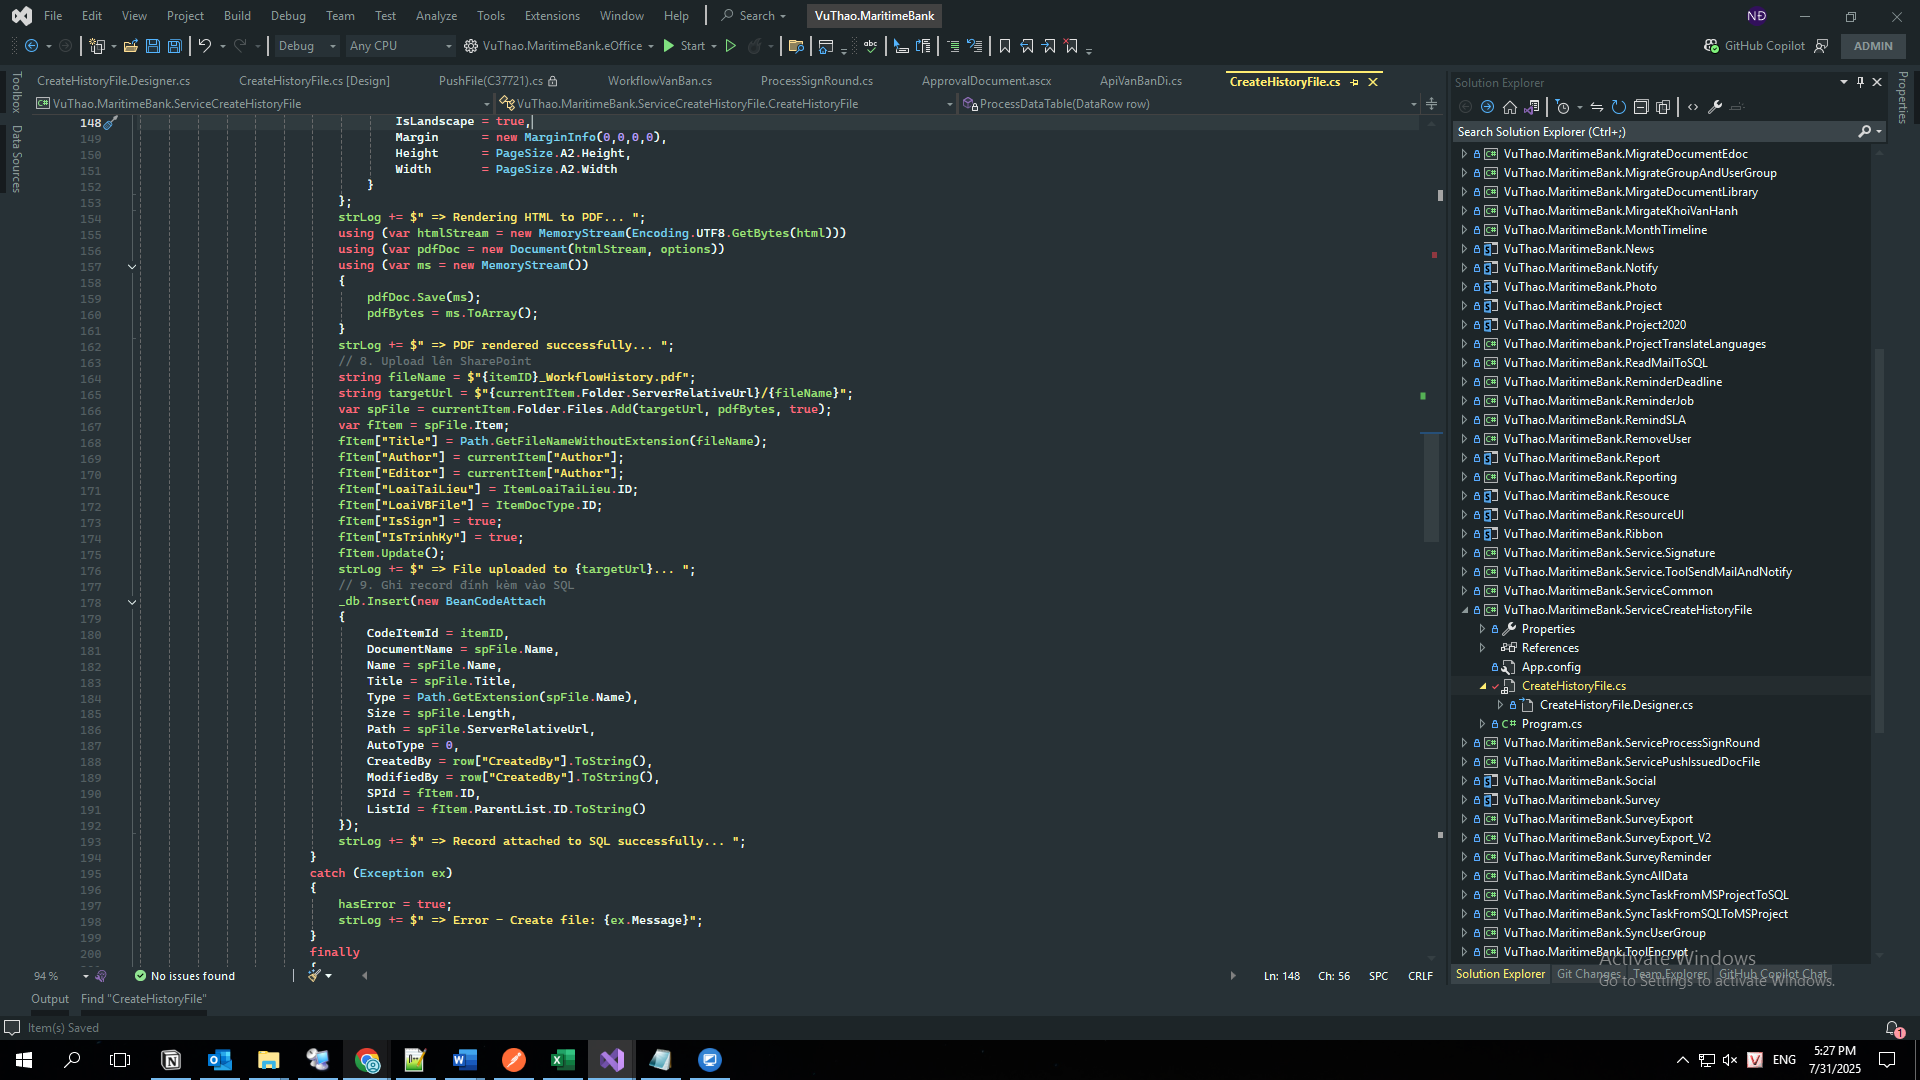 File Edit View Project Build Debug Team Test Analyze Tools Extensions Window Help Search VuThao.MaritimeBank NĐ
Debug Any CPU VuThao.MaritimeBank.eOffice Start GitHub Copilot ADMIN
CreateHistoryFile.Designer.cs CreateHistoryFile.cs [Design] PushFile(C37721).cs WorkflowVanBan.cs ProcessSignRound.cs ApprovalDocument.ascx ApiVanBanDi.cs CreateHistoryFile.cs
VuThao.MaritimeBank.ServiceCreateHistoryFile VuThao.MaritimeBank.ServiceCreateHistoryFile.CreateHistoryFile ProcessDataTable(DataRow row)
Toolbox
Data Sources
148 IsLandscape = true,
149 Margin = new MarginInfo(0,0,0,0),
150 Height = PageSize.A2.Height,
151 Width = PageSize.A2.Width
152 }
153 };
154 strLog += $" => Rendering HTML to PDF... ";
155 using (var htmlStream = new MemoryStream(Encoding.UTF8.GetBytes(html)))
156 using (var pdfDoc = new Document(htmlStream, options))
157 using (var ms = new MemoryStream())
158 {
159 pdfDoc.Save(ms);
160 pdfBytes = ms.ToArray();
161 }
162 strLog += $" => PDF rendered successfully... ";
163 // 8. Upload lên SharePoint
164 string fileName = $"{itemID}_WorkflowHistory.pdf";
165 string targetUrl = $"{currentItem.Folder.ServerRelativeUrl}/{fileName}";
166 var spFile = currentItem.Folder.Files.Add(targetUrl, pdfBytes, true);
167 var fItem = spFile.Item;
168 fItem["Title"] = Path.GetFileNameWithoutExtension(fileName);
169 fItem["Author"] = currentItem["Author"];
170 fItem["Editor"] = currentItem["Author"];
171 fItem["LoaiTaiLieu"] = ItemLoaiTaiLieu.ID;
172 fItem["LoaiVBFile"] = ItemDocType.ID;
173 fItem["IsSign"] = true;
174 fItem["IsTrinhKy"] = true;
175 fItem.Update();
176 strLog += $" => File uploaded to {targetUrl}... ";
177 // 9. Ghi record đính kèm vào SQL
178 _db.Insert(new BeanCodeAttach
179 {
180 CodeItemId = itemID,
181 DocumentName = spFile.Name,
182 Name = spFile.Name,
183 Title = spFile.Title,
184 Type = Path.GetExtension(spFile.Name),
185 Size = spFile.Length,
186 Path = spFile.ServerRelativeUrl,
187 AutoType = 0,
188 CreatedBy = row["CreatedBy"].ToString(),
189 ModifiedBy = row["CreatedBy"].ToString(),
190 SPId = fItem.ID,
191 ListId = fItem.ParentList.ID.ToString()
192 });
193 strLog += $" => Record attached to SQL successfully... ";
194 }
195 catch (Exception ex)
196 {
197 hasError = true;
198 strLog += $" => Error - Create file: {ex.Message}";
199 }
200 finally
94 % No issues found Ln: 148 Ch: 56 SPC CRLF
Output Find "CreateHistoryFile"
Item(s) Saved
Solution Explorer
Properties
Search Solution Explorer (Ctrl+;)
VuThao.MaritimeBank.MigrateDocumentEdoc
VuThao.MaritimeBank.MigrateGroupAndUserGroup
VuThao.MaritimeBank.MirgateDocumentLibrary
VuThao.MaritimeBank.MirgateKhoiVanHanh
VuThao.MaritimeBank.MonthTimeline
VuThao.MaritimeBank.News
VuThao.MaritimeBank.Notify
VuThao.MaritimeBank.Photo
VuThao.MaritimeBank.Project
VuThao.MaritimeBank.Project2020
VuThao.MaritimeBank.ProjectTranslateLanguages
VuThao.MaritimeBank.ReadMailToSQL
VuThao.MaritimeBank.ReminderDeadline
VuThao.MaritimeBank.ReminderJob
VuThao.MaritimeBank.RemindSLA
VuThao.MaritimeBank.RemoveUser
VuThao.MaritimeBank.Report
VuThao.MaritimeBank.Reporting
VuThao.MaritimeBank.Resouce
VuThao.MaritimeBank.ResourceUI
VuThao.MaritimeBank.Ribbon
VuThao.MaritimeBank.Service.Signature
VuThao.MaritimeBank.Service.ToolSendMailAndNotify
VuThao.MaritimeBank.ServiceCommon
VuThao.MaritimeBank.ServiceCreateHistoryFile
Properties
References
App.config
CreateHistoryFile.cs
CreateHistoryFile.Designer.cs
Program.cs
VuThao.MaritimeBank.ServiceProcessSignRound
VuThao.MaritimeBank.ServicePushIssuedDocFile
VuThao.MaritimeBank.Social
VuThao.MaritimeBank.Survey
VuThao.MaritimeBank.SurveyExport
VuThao.MaritimeBank.SurveyExport_V2
VuThao.MaritimeBank.SurveyReminder
VuThao.MaritimeBank.SyncAllData
VuThao.MaritimeBank.SyncTaskFromMSProjectToSQL
VuThao.MaritimeBank.SyncTaskFromSQLToMSProject
VuThao.MaritimeBank.SyncUserGroup
VuThao.MaritimeBank.ToolEncrypt
Activate Windows
Solution Explorer Git Changes Team Explorer GitHub Copilot Chat
Go to Settings to activate Windows.
1
ENG 5:27 PM
7/31/2025